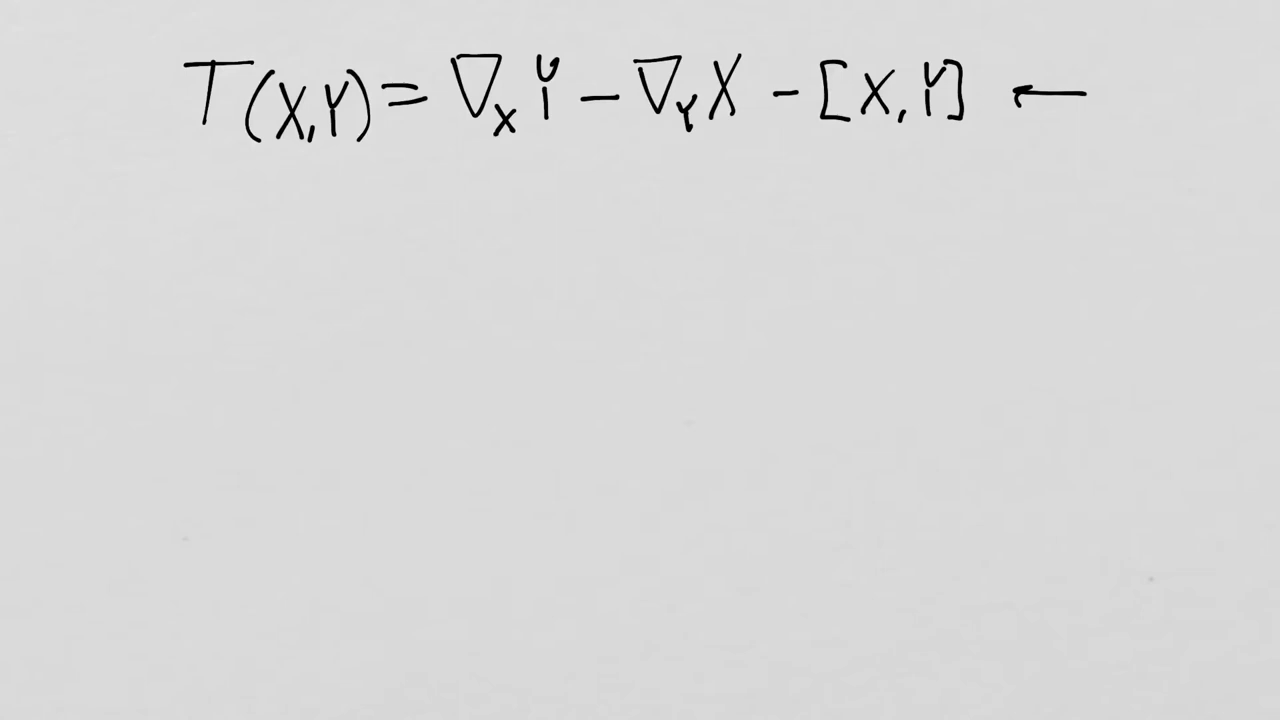 T(X,Y) = ∇_X Y − ∇_Y X − [X,Y] ←